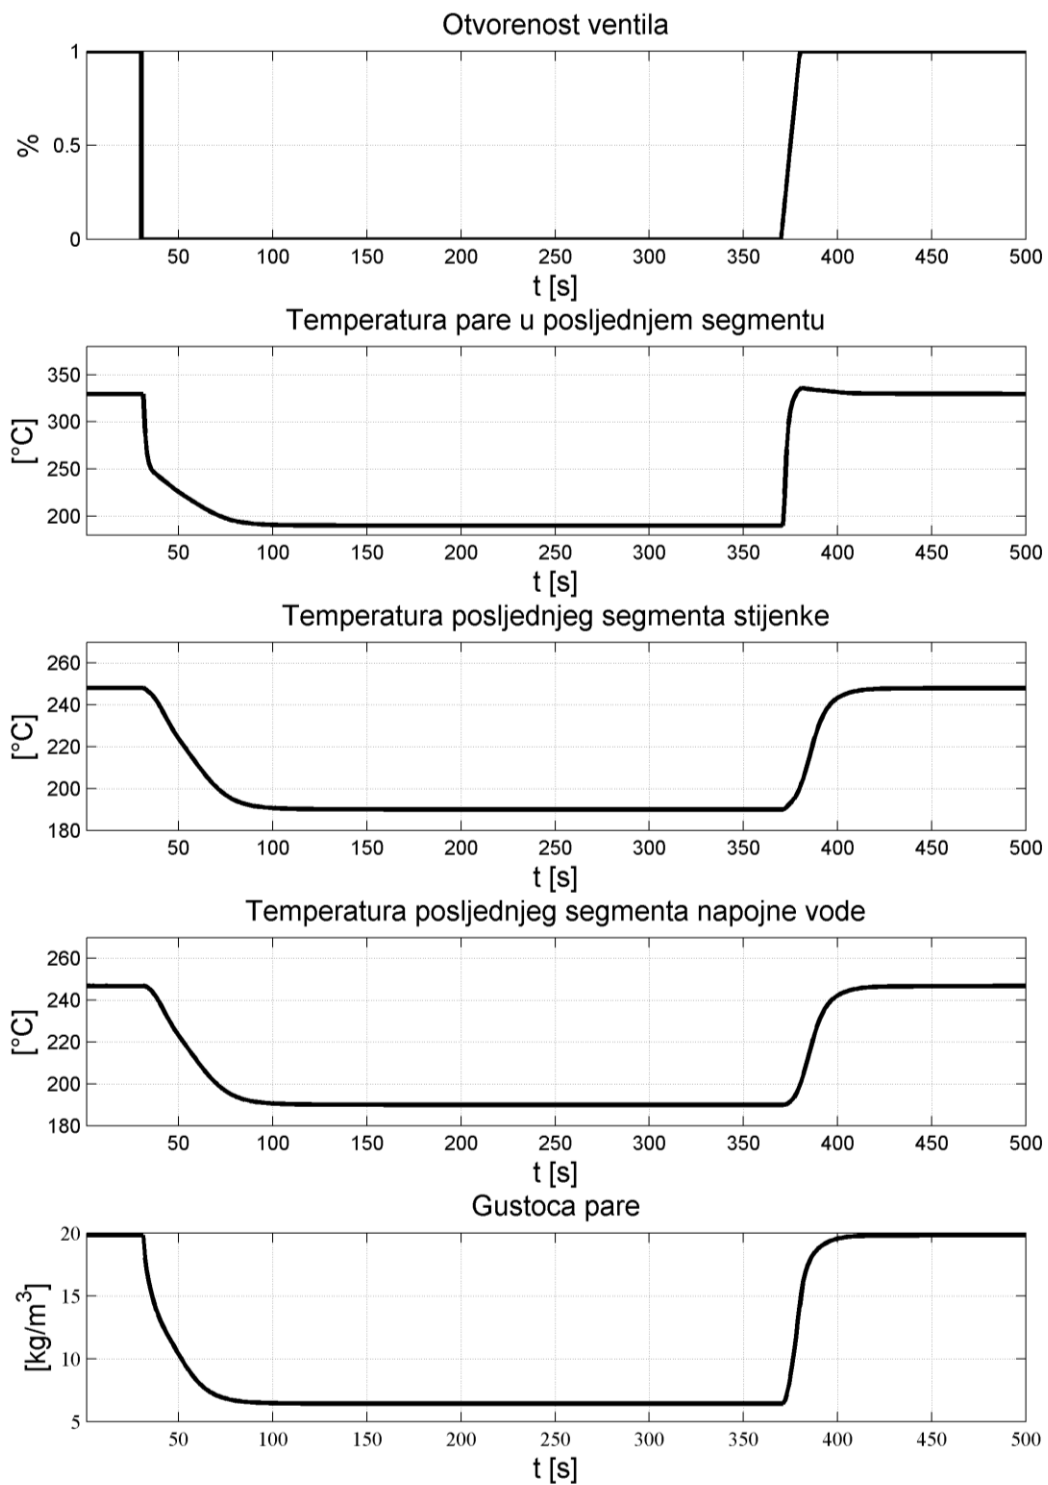 Otvorenost ventila
1
0.5
0
%
50 100 150 200 250 300 350 400 450 500
t [s]
Temperatura pare u posljednjem segmentu
350
300
250
200
[°C]
50 100 150 200 250 300 350 400 450 500
t [s]
Temperatura posljednjeg segmenta stijenke
260
240
220
200
180
[°C]
50 100 150 200 250 300 350 400 450 500
t [s]
Temperatura posljednjeg segmenta napojne vode
260
240
220
200
180
[°C]
50 100 150 200 250 300 350 400 450 500
t [s]
Gustoca pare
20
15
10
5
[kg/m³]
50 100 150 200 250 300 350 400 450 500
t [s]